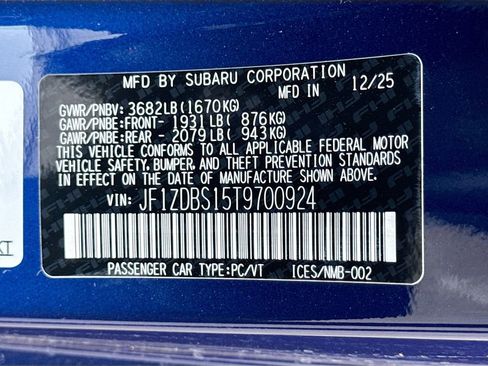 MFD BY SUBARU CORPORATION
MFD IN 12/25
GVWR/PNBV: 3682LB(1670KG)
GAWR/PNBE:FRONT- 1931LB( 876KG)
GAWR/PNBE:REAR - 2079LB( 943KG)
THIS VEHICLE CONFORMS TO ALL APPLICABLE FEDERAL MOTOR
VEHICLE SAFETY, BUMPER, AND THEFT PREVENTION STANDARDS
IN EFFECT ON THE DATE OF MANUFACTURE SHOWN ABOVE.
VIN: JF1ZDBS15T9700924
PASSENGER CAR TYPE:PC/VT ICES/NMB-002